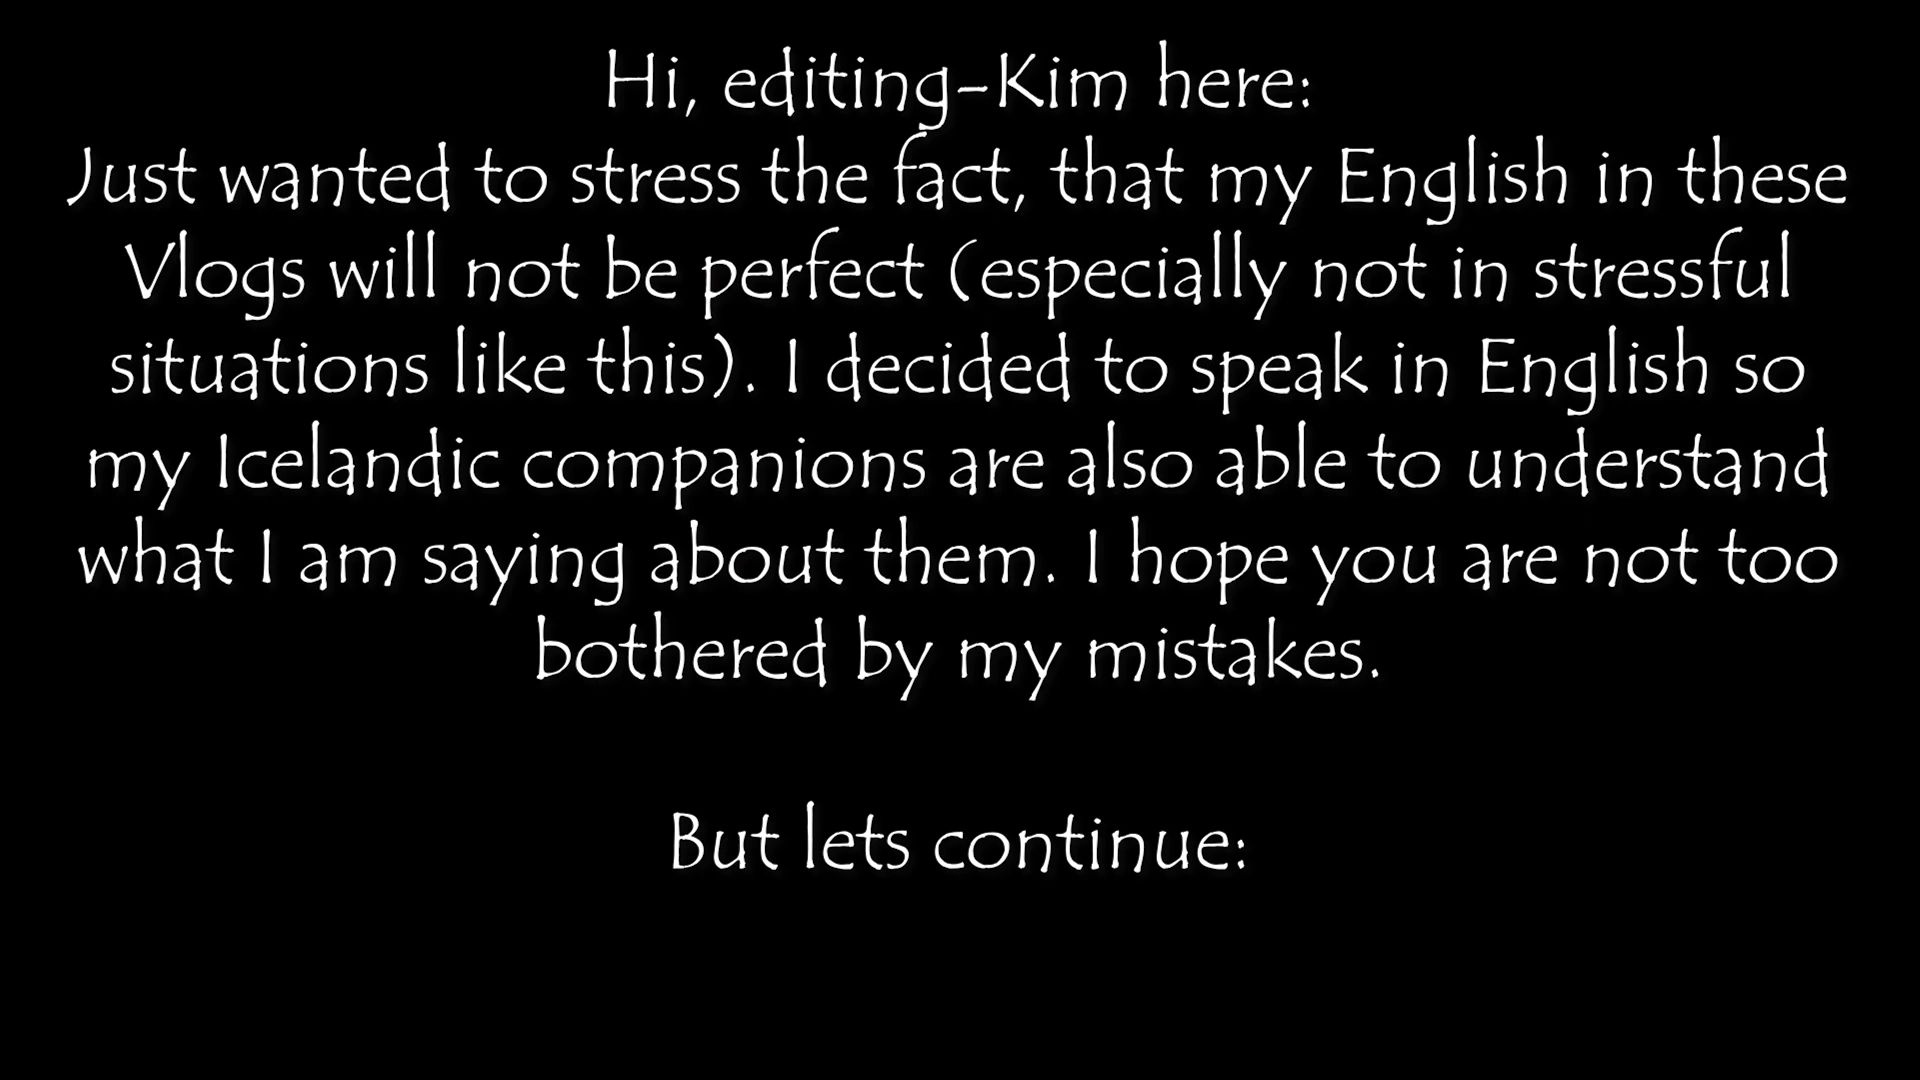 Hi, editing-Kim here:
Just wanted to stress the fact, that my English in these
Vlogs will not be perfect (especially not in stressful
situations like this). I decided to speak in English so
my Icelandic companions are also able to understand
what I am saying about them. I hope you are not too
bothered by my mistakes.
But lets continue: